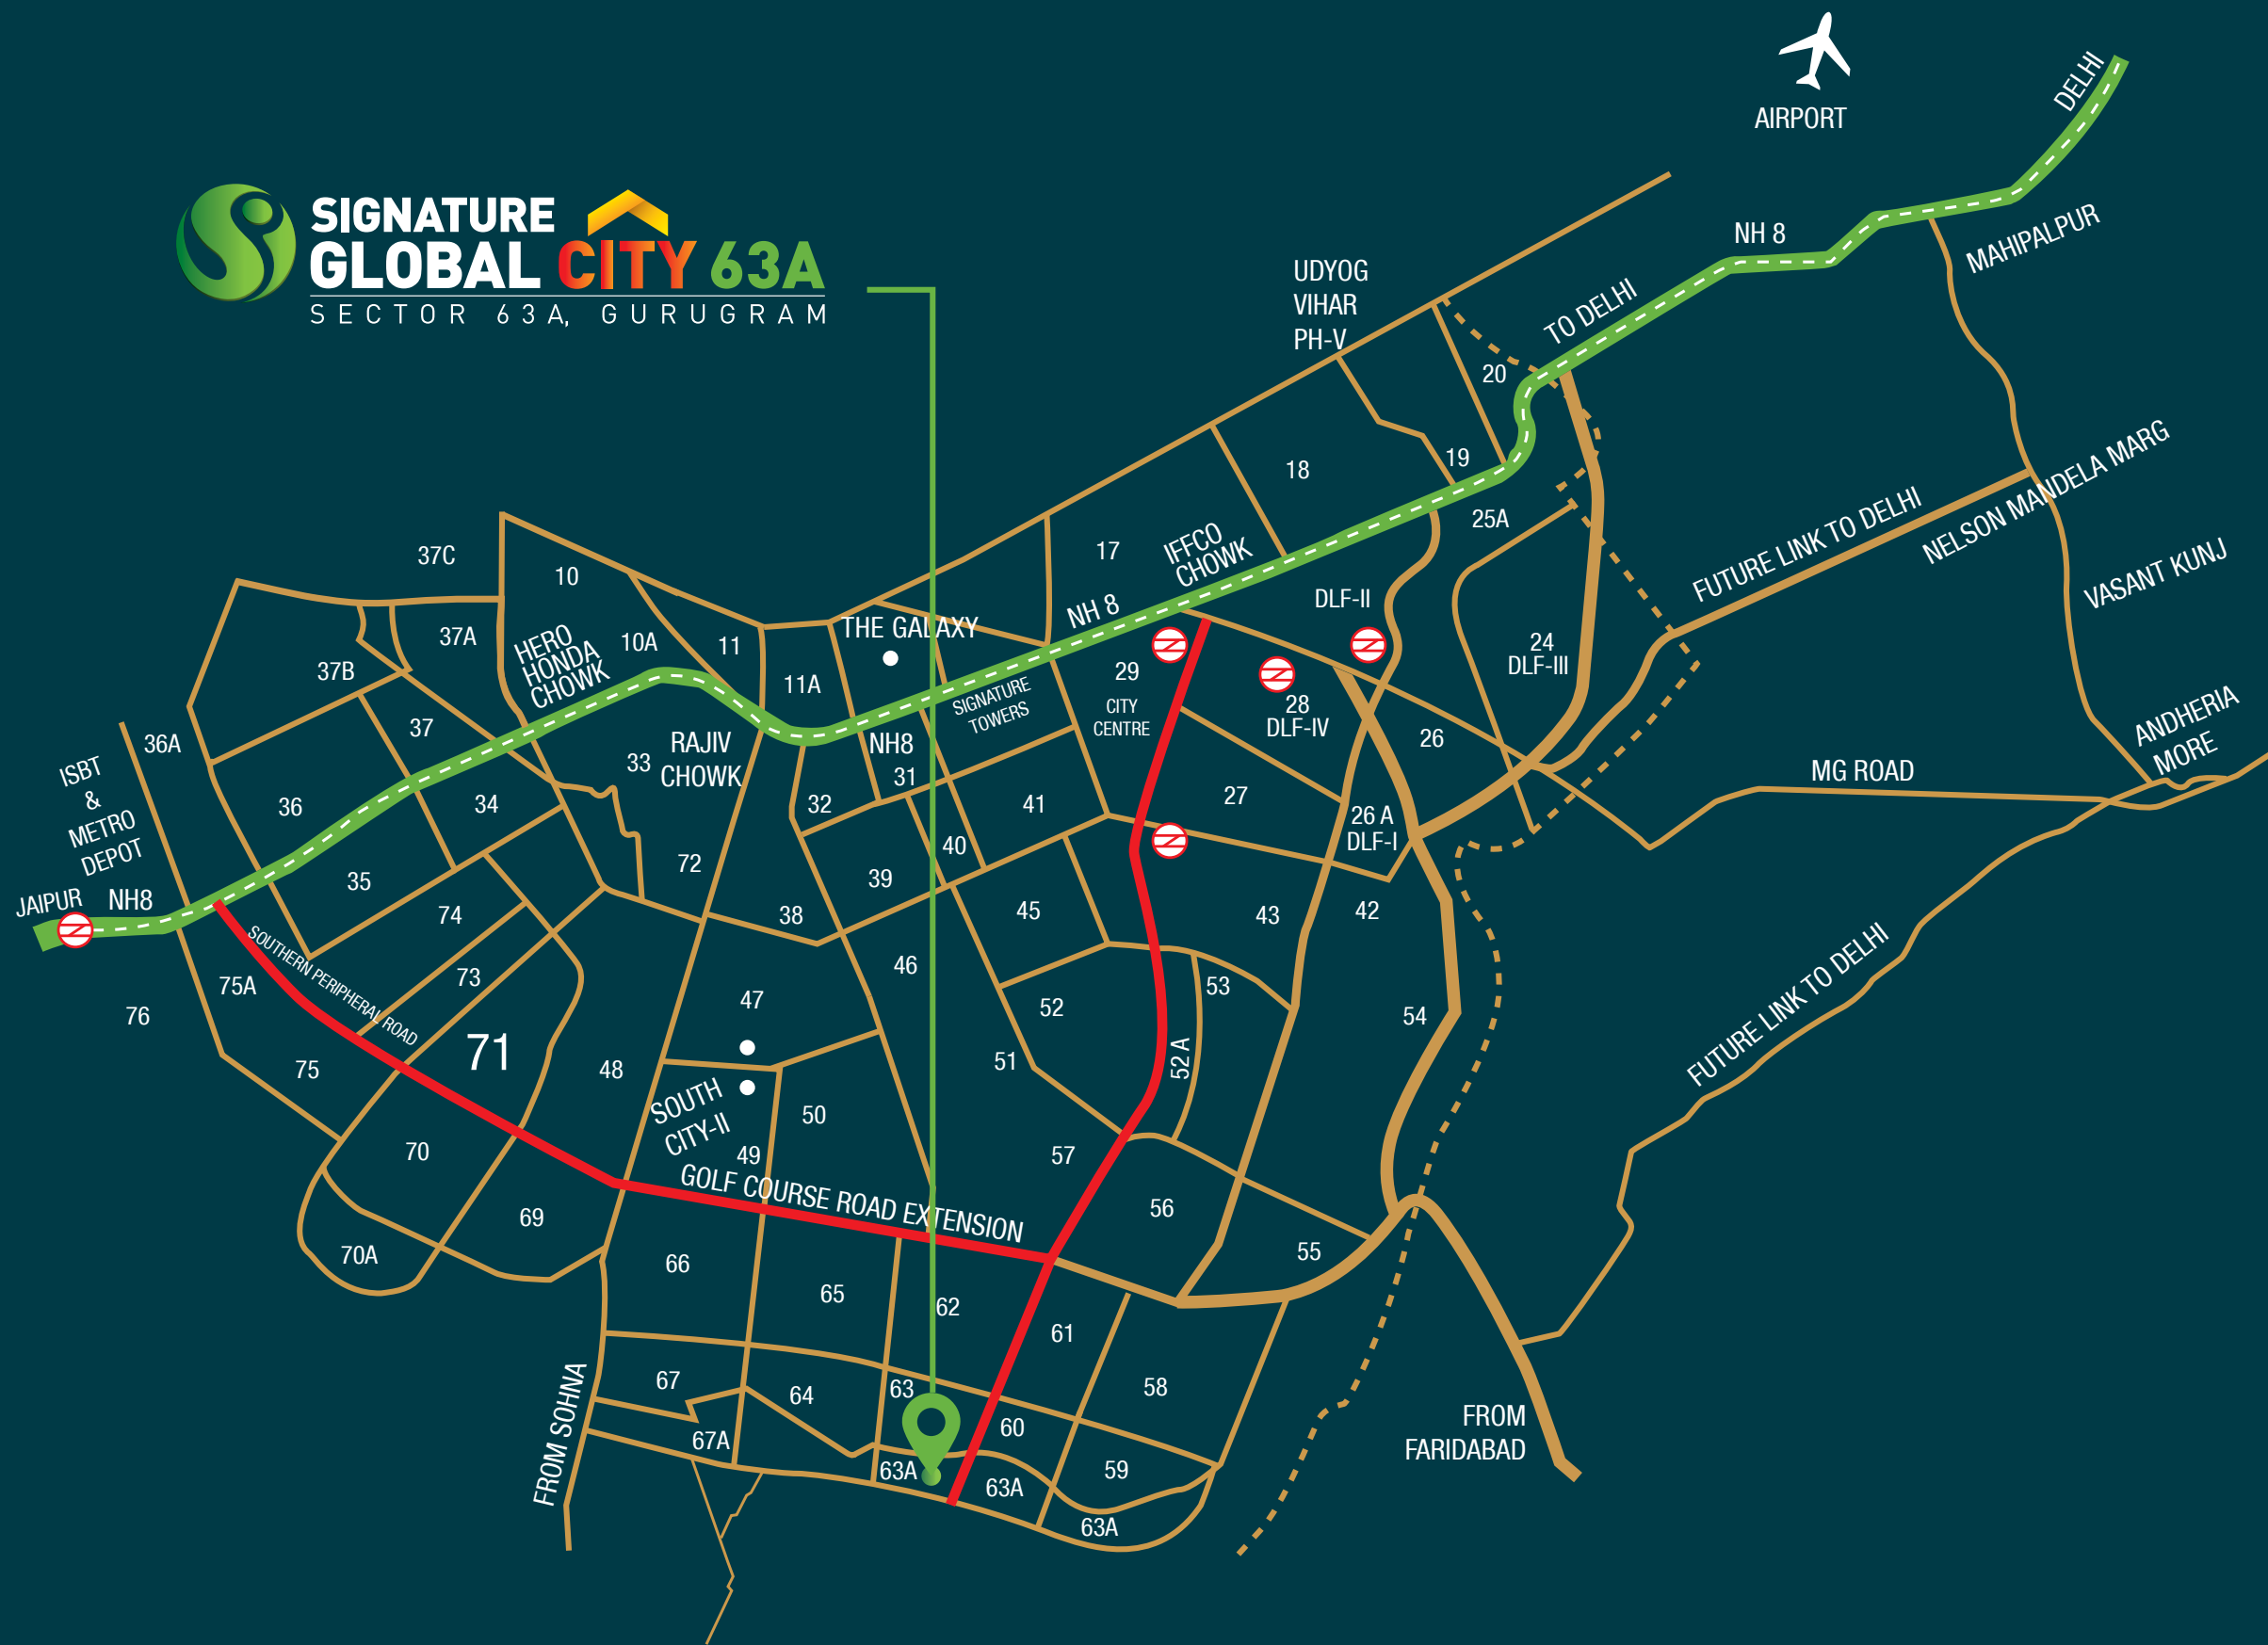 AIRPORT
DELHI
SIGNATURE
GLOBAL CITY 63A
SECTOR 63A, GURUGRAM
NH 8
MAHIPALPUR
UDYOG
VIHAR
PH-V
TO DELHI
20
19
18
25A
IFFCO
CHOWK
17
NELSON MANDELA MARG
FUTURE LINK TO DELHI
VASANT KUNJ
37C
10
DLF-II
NH 8
37A
HERO
HONDA
CHOWK
10A
11
THE GALAXY
24
DLF-III
37B
11A
29
SIGNATURE
TOWERS
CITY
CENTRE
28
DLF-IV
26
ANDHERIA
MORE
36A
37
33
RAJIV
CHOWK
NH8
31
MG ROAD
ISBT
&
METRO
DEPOT
36
34
32
41
27
26 A
DLF-I
40
72
39
35
JAIPUR
NH8
74
38
45
43
42
SOUTHERN PERIPHERAL ROAD
46
73
75A
53
47
52
76
54
FUTURE LINK TO DELHI
71
75
48
51
52 A
SOUTH
CITY-II
50
49
70
57
GOLF COURSE ROAD EXTENSION
69
56
70A
55
66
65
62
61
67
64
63
58
FROM SOHNA
60
FROM
FARIDABAD
67A
63A
59
63A
63A